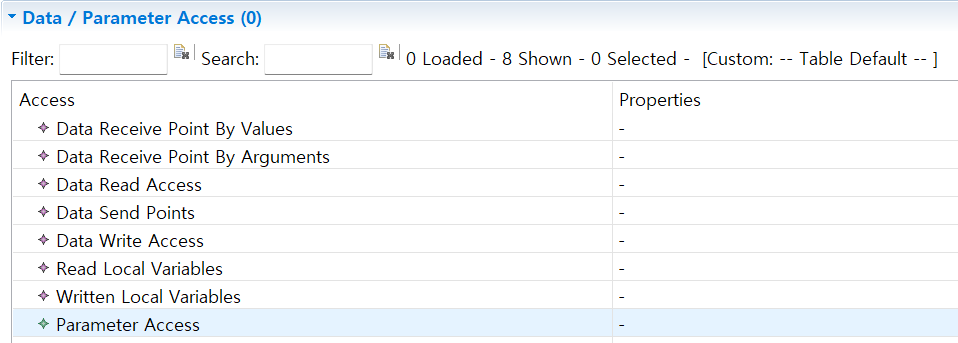 Data / Parameter Access (0)
Filter: Search: 0 Loaded - 8 Shown - 0 Selected - [Custom: -- Table Default -- ]
Access Properties
Data Receive Point By Values -
Data Receive Point By Arguments -
Data Read Access -
Data Send Points -
Data Write Access -
Read Local Variables -
Written Local Variables -
Parameter Access -